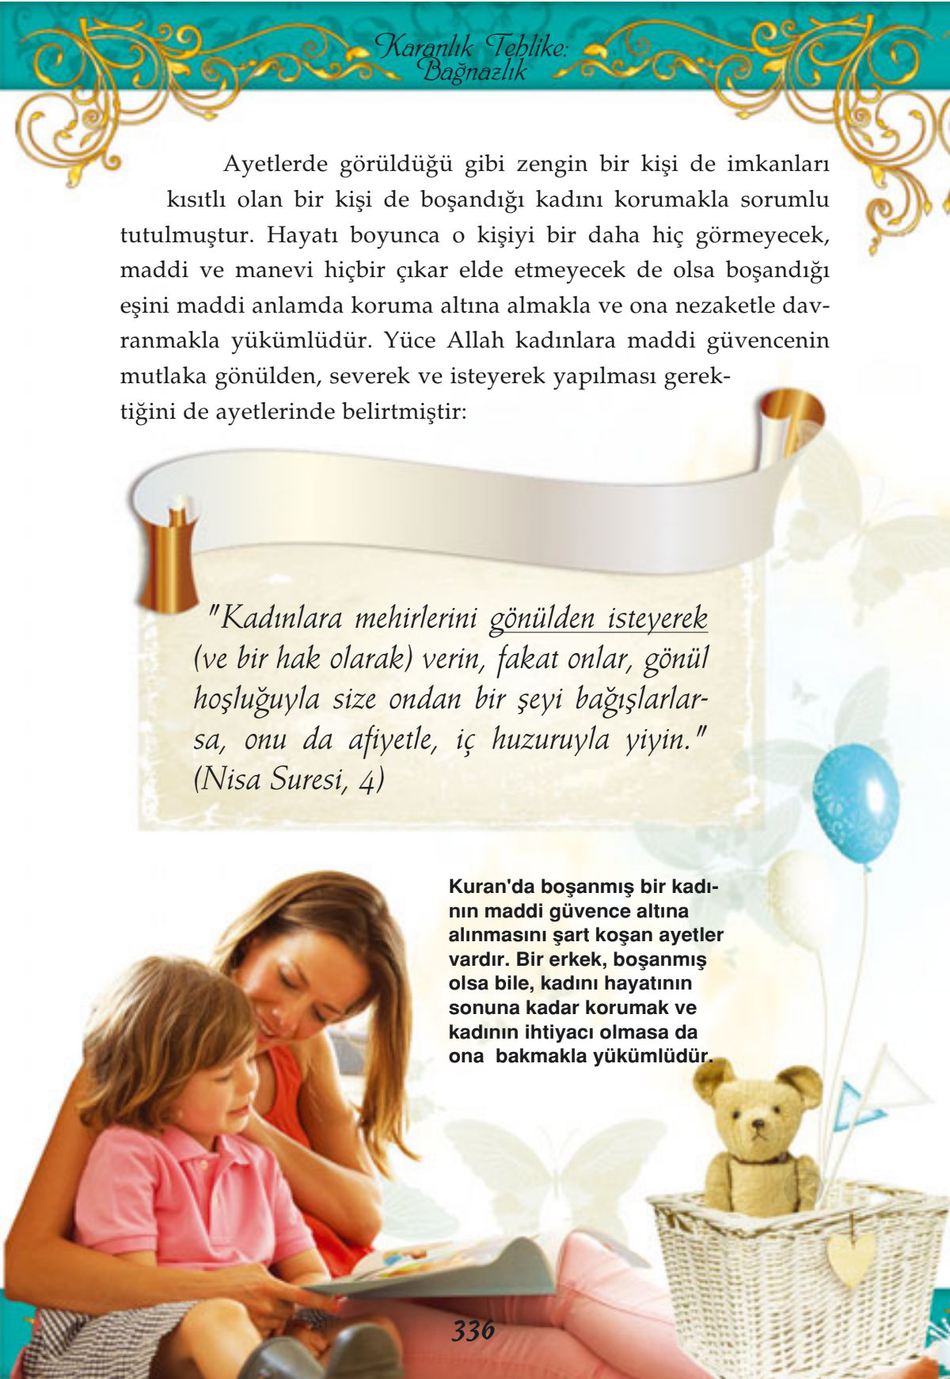 Karanlık Tehlike:
Bağnazlık
Ayetlerde görüldüğü gibi zengin bir kişi de imkanları
kısıtlı olan bir kişi de boşandığı kadını korumakla sorumlu
tutulmuştur. Hayatı boyunca o kişiyi bir daha hiç görmeyecek,
maddi ve manevi hiçbir çıkar elde etmeyecek de olsa boşandığı
eşini maddi anlamda koruma altına almakla ve ona nezaketle dav-
ranmakla yükümlüdür. Yüce Allah kadınlara maddi güvencenin
mutlaka gönülden, severek ve isteyerek yapılması gerek-
tiğini de ayetlerinde belirtmiştir:
"Kadınlara mehirlerini gönülden isteyerek
(ve bir hak olarak) verin, fakat onlar, gönül
hoşluğuyla size ondan bir şeyi bağışlarlar-
sa, onu da afiyetle, iç huzuruyla yiyin."
(Nisa Suresi, 4)
Kuran'da boşanmış bir kadı-
nın maddi güvence altına
alınmasını şart koşan ayetler
vardır. Bir erkek, boşanmış
olsa bile, kadını hayatının
sonuna kadar korumak ve
kadının ihtiyacı olmasa da
ona  bakmakla yükümlüdür.
336